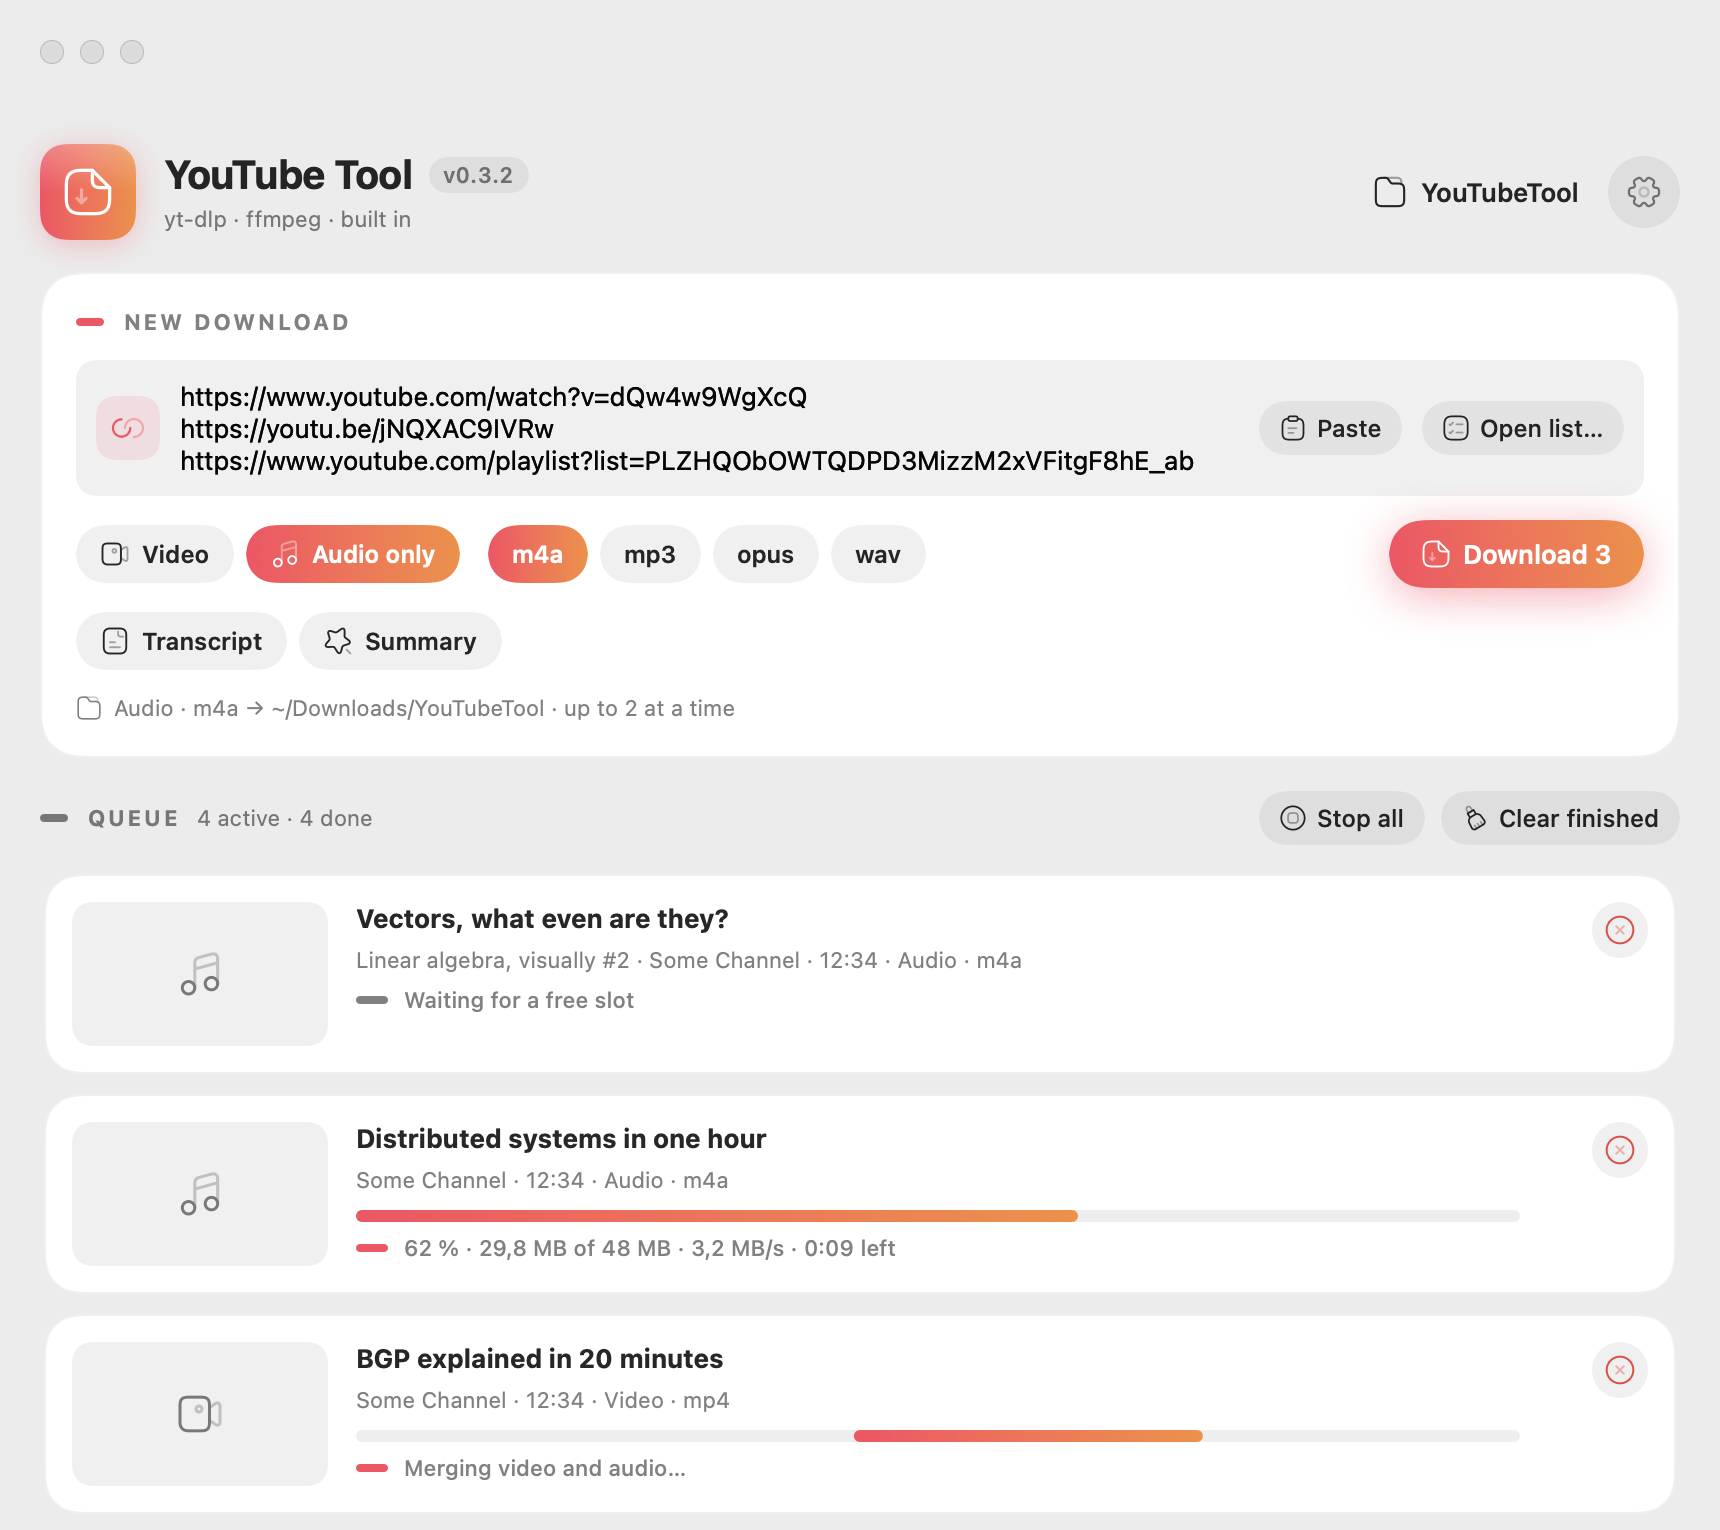 YouTube Tool v0.3.2
yt-dlp · ffmpeg · built in
YouTubeTool
NEW DOWNLOAD
https://www.youtube.com/watch?v=dQw4w9WgXcQ
https://youtu.be/jNQXAC9IVRw
https://www.youtube.com/playlist?list=PLZHQObOWTQDPD3MizzM2xVFitgF8hE_ab
Paste
Open list...
Video
Audio only
m4a
mp3
opus
wav
Download 3
Transcript
Summary
Audio · m4a → ~/Downloads/YouTubeTool · up to 2 at a time
QUEUE 4 active · 4 done
Stop all
Clear finished
Vectors, what even are they?
Linear algebra, visually #2 · Some Channel · 12:34 · Audio · m4a
Waiting for a free slot
Distributed systems in one hour
Some Channel · 12:34 · Audio · m4a
62 % · 29,8 MB of 48 MB · 3,2 MB/s · 0:09 left
BGP explained in 20 minutes
Some Channel · 12:34 · Video · mp4
Merging video and audio...